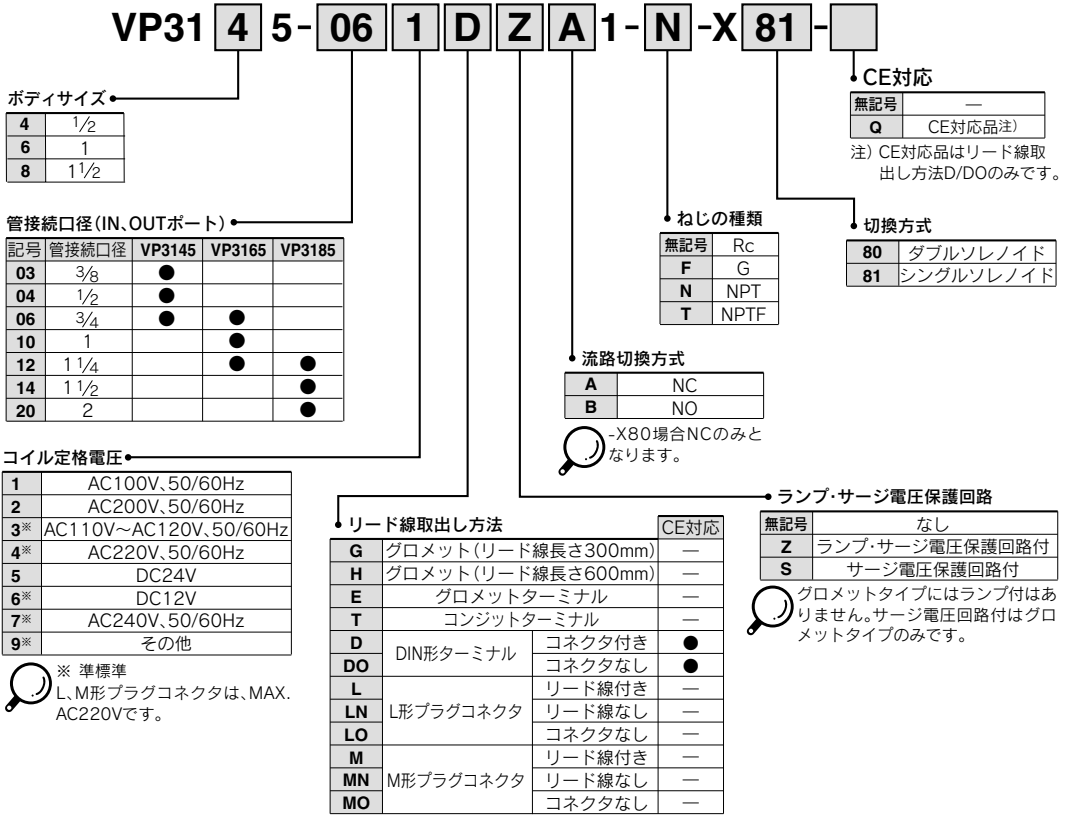 VP31 4 5- 06 1 D Z A 1- N -X 81 -
ボディサイズ
4 1/2
6 1
8 1 1/2
管接続口径(IN、OUTポート)
記号 管接続口径 VP3145 VP3165 VP3185
03 3/8 ●
04 1/2 ●
06 3/4 ● ●
10 1 ●
12 1 1/4 ● ●
14 1 1/2 ●
20 2 ●
コイル定格電圧
1 AC100V、50/60Hz
2 AC200V、50/60Hz
3※ AC110V〜AC120V、50/60Hz
4※ AC220V、50/60Hz
5 DC24V
6※ DC12V
7※ AC240V、50/60Hz
9※ その他
※ 準標準
L、M形プラグコネクタは、MAX.
AC220Vです。
リード線取出し方法 CE対応
G グロメット(リード線長さ300mm) —
H グロメット(リード線長さ600mm) —
E グロメットターミナル —
T コンジットターミナル —
D DIN形ターミナル コネクタ付き ●
DO コネクタなし ●
L L形プラグコネクタ リード線付き —
LN リード線なし —
LO コネクタなし —
M M形プラグコネクタ リード線付き —
MN リード線なし —
MO コネクタなし —
ランプ・サージ電圧保護回路
無記号 なし
Z ランプ・サージ電圧保護回路付
S サージ電圧保護回路付
グロメットタイプにはランプ付はあ
りません。サージ電圧回路付はグロ
メットタイプのみです。
流路切換方式
A NC
B NO
-X80場合NCのみと
なります。
ねじの種類
無記号 Rc
F G
N NPT
T NPTF
切換方式
80 ダブルソレノイド
81 シングルソレノイド
CE対応
無記号 —
Q CE対応品注)
注) CE対応品はリード線取
出し方法D/DOのみです。